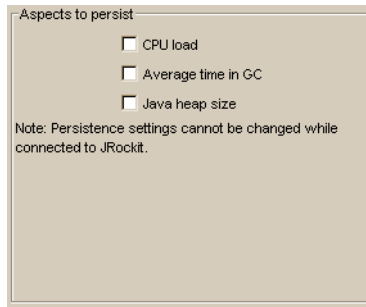 Aspects to persist
CPU load
Average time in GC
Java heap size
Note: Persistence settings cannot be changed while
connected to JRockit.